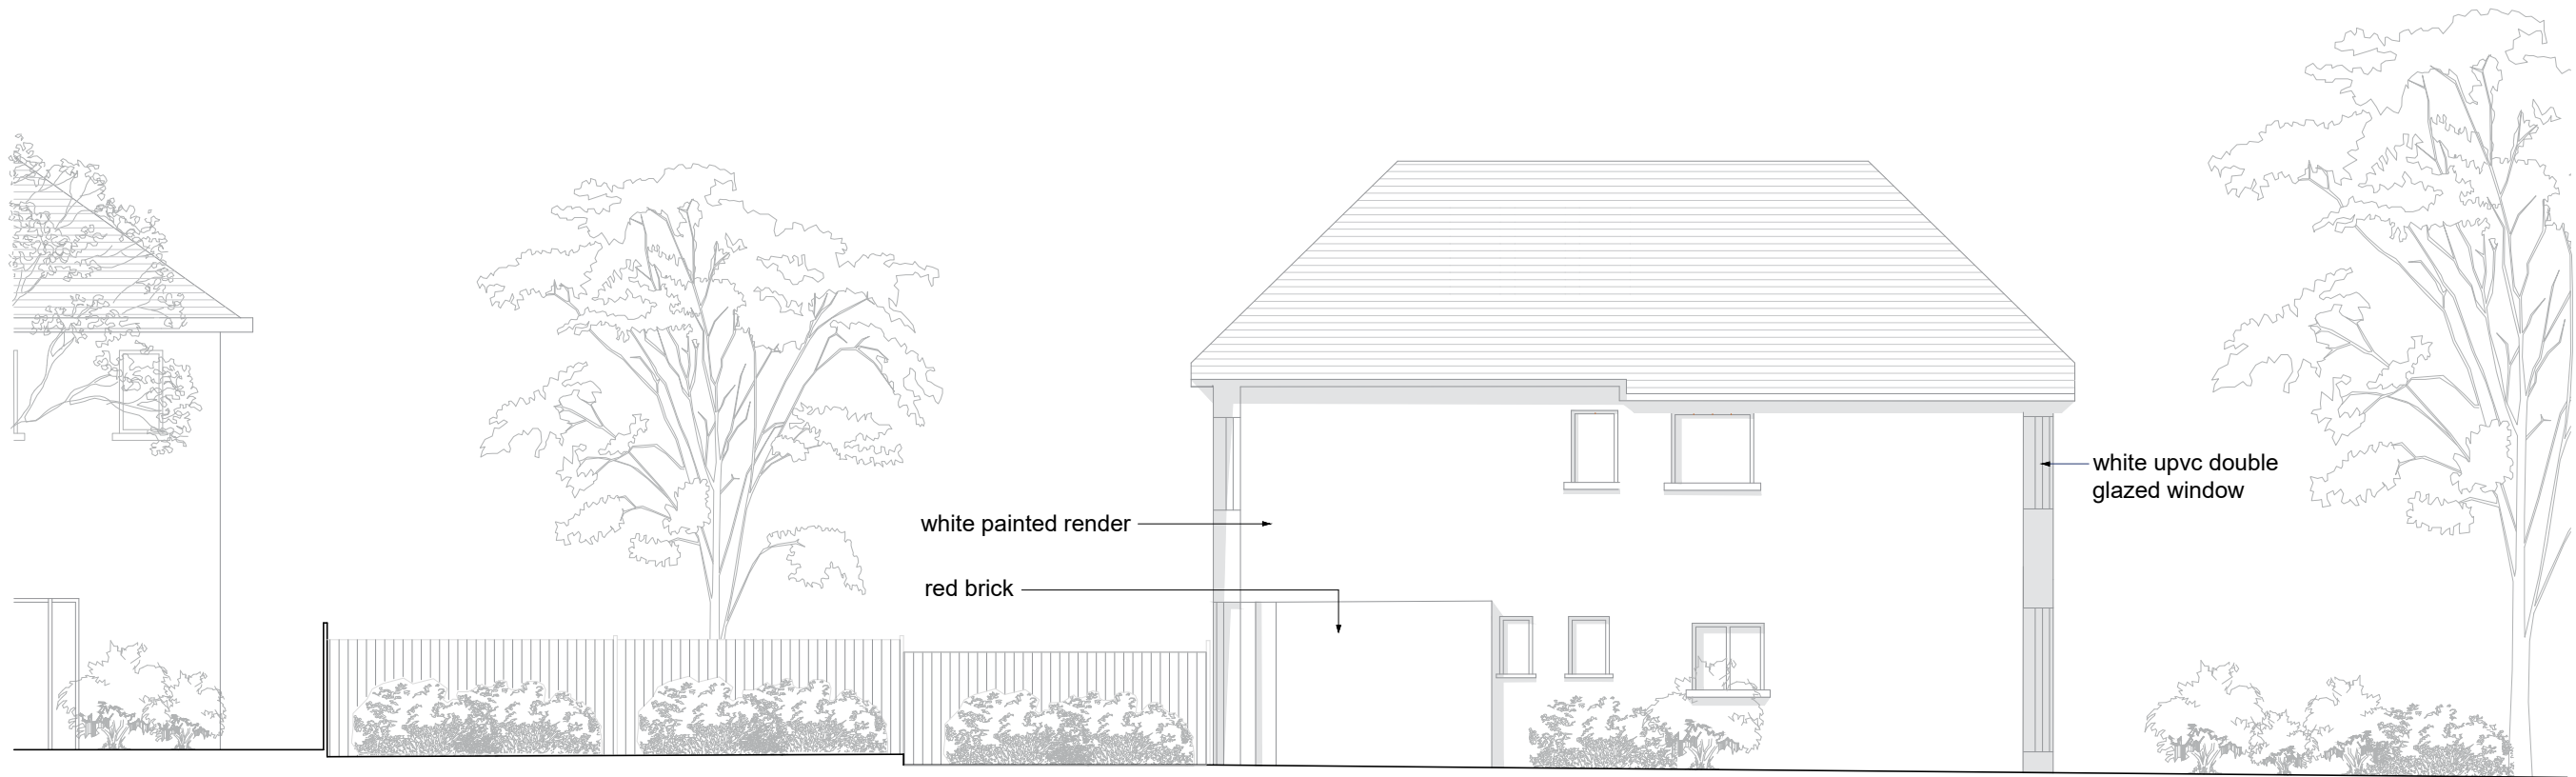 white upvc double
glazed window
white painted render
red brick